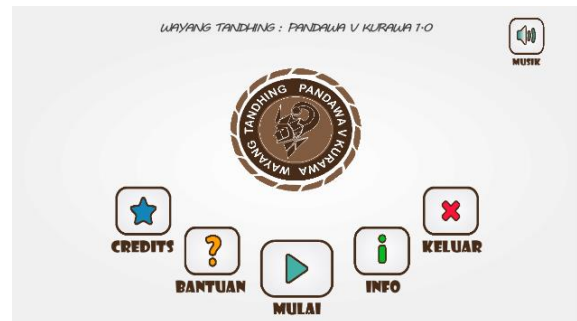 WAYANG TANDHING : PANDAWA V KURAWA 1.0
MUSIK
WAYANG TANDHING PANDAWA V KURAWA
CREDITS
KELUAR
BANTUAN
INFO
MULAI